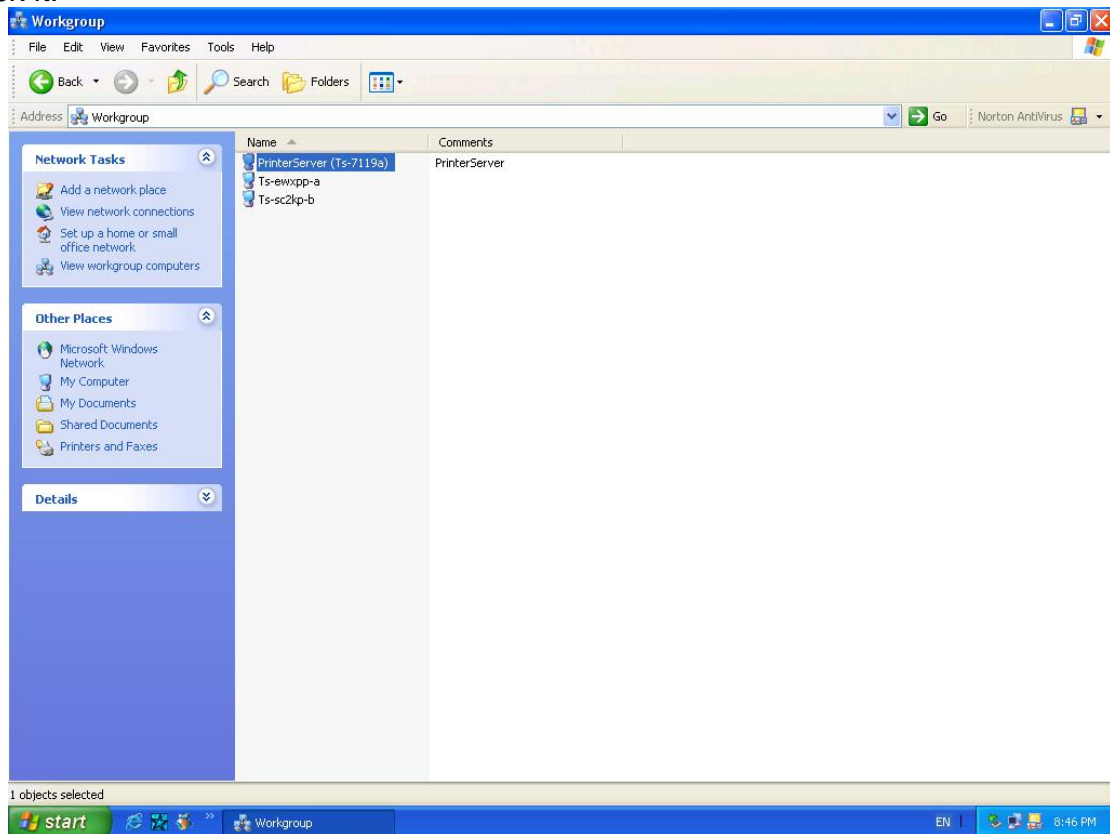 Workgroup
File Edit View Favorites Tools Help
Back Search Folders
Address Workgroup Go Norton AntiVirus
Name Comments
Network Tasks
Add a network place
View network connections
Set up a home or small
office network
View workgroup computers
Other Places
Microsoft Windows
Network
My Computer
My Documents
Shared Documents
Printers and Faxes
Details
PrinterServer (Ts-7119a) PrinterServer
Ts-ewxpp-a
Ts-sc2kp-b
1 objects selected
start Workgroup EN 8:46 PM